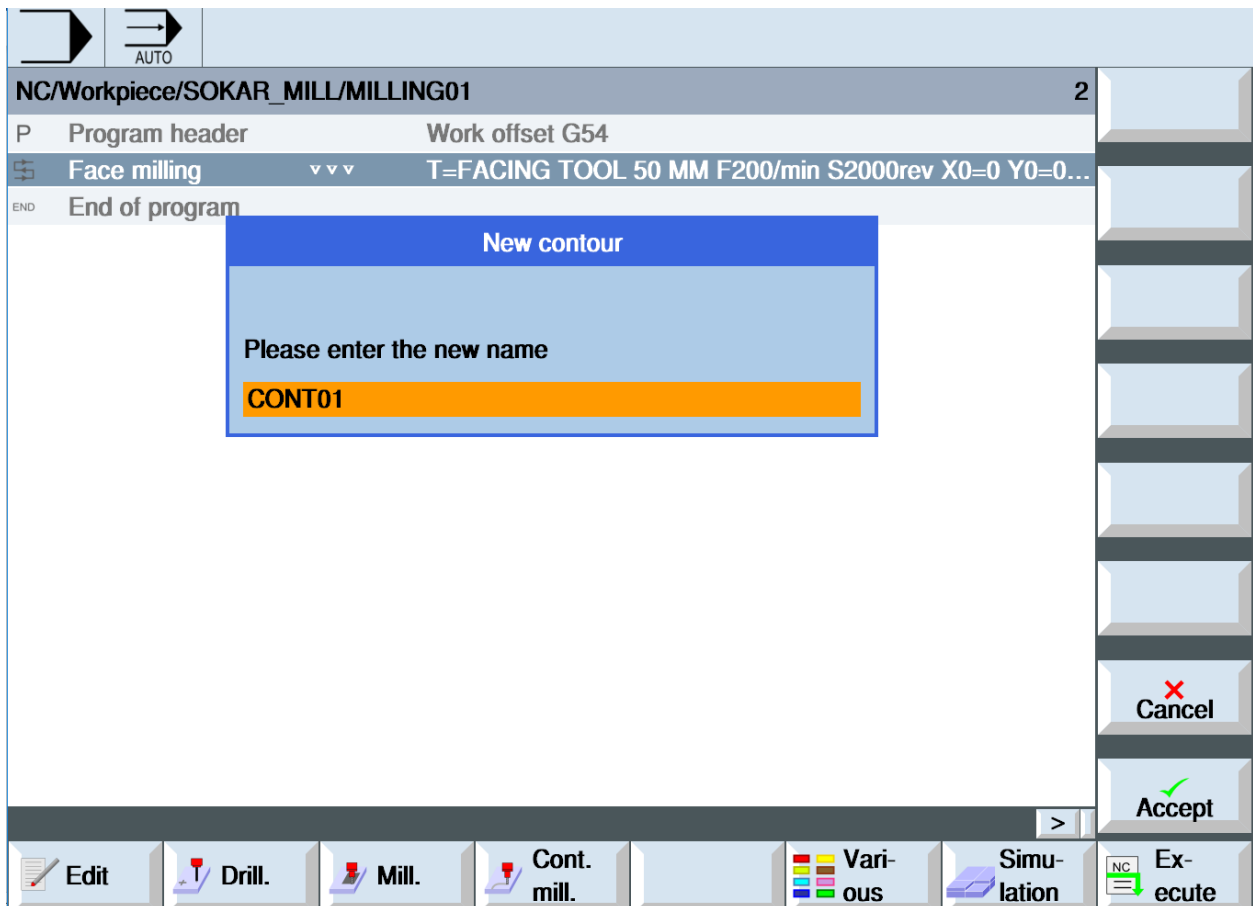 AUTO
NC/Workpiece/SOKAR_MILL/MILLING01 2
P Program header Work offset G54
Face milling ▿ ▿ ▿ T=FACING TOOL 50 MM F200/min S2000rev X0=0 Y0=0...
END End of program
New contour
Please enter the new name
CONT01
Cancel
Accept
>
Edit
Drill.
Mill.
Cont.
mill.
Vari-
ous
Simu-
lation
NC
Ex-
ecute